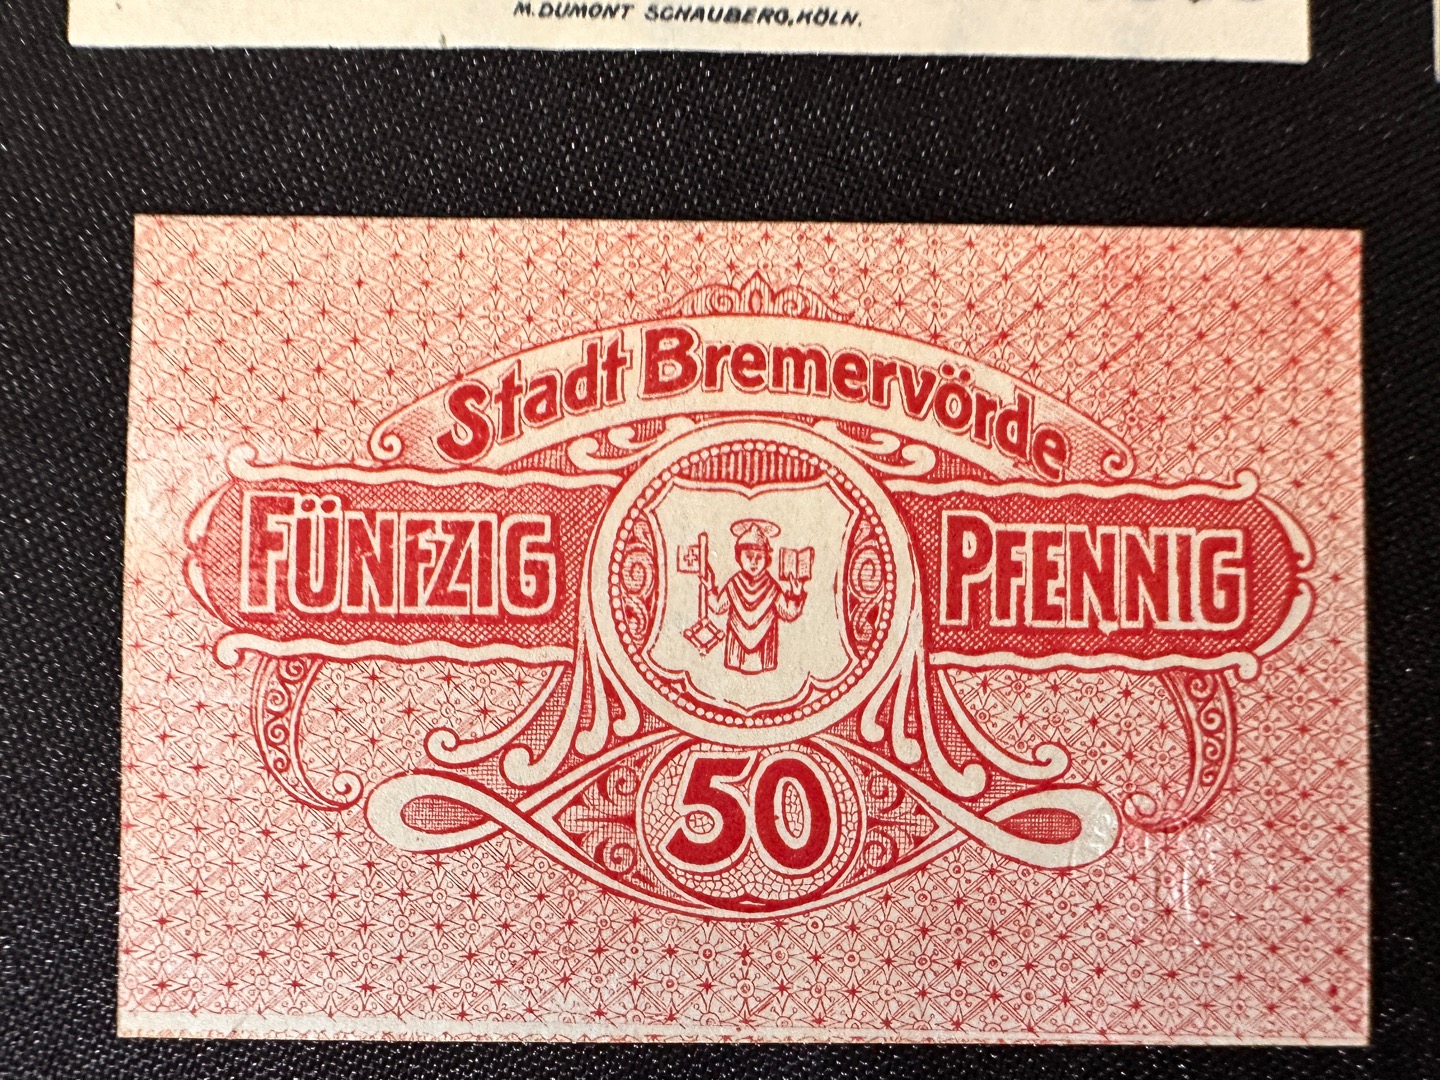 M. DUMONT SCHAUBERG, KÖLN.
Stadt Bremervörde
FÜNFZIG PFENNIG
50